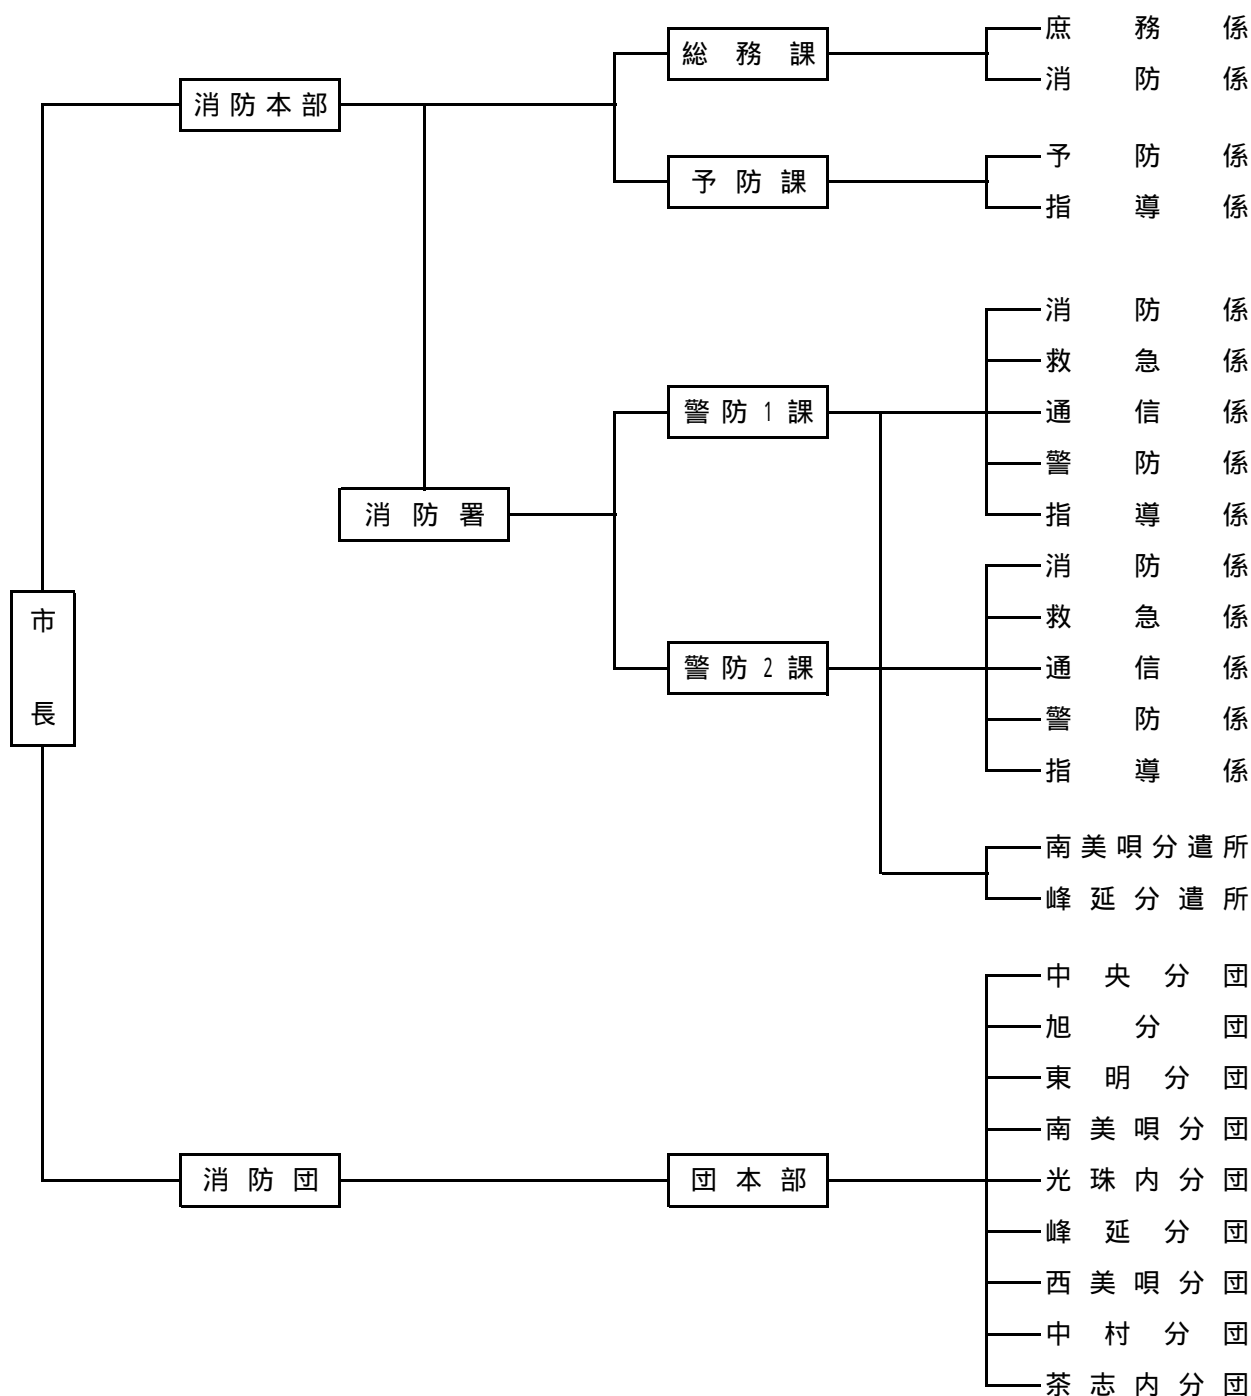 庶務係
総務課
消防係
消防本部
予防係
予防課
指導係
消防係
救急係
警防1課
通信係
警防係
消防署
指導係
消防係
救急係
市長
警防2課
通信係
警防係
指導係
南美唄分遣所
峰延分遣所
中央分団
旭分団
東明分団
南美唄分団
消防団
団本部
光珠内分団
峰延分団
西美唄分団
中村分団
茶志内分団